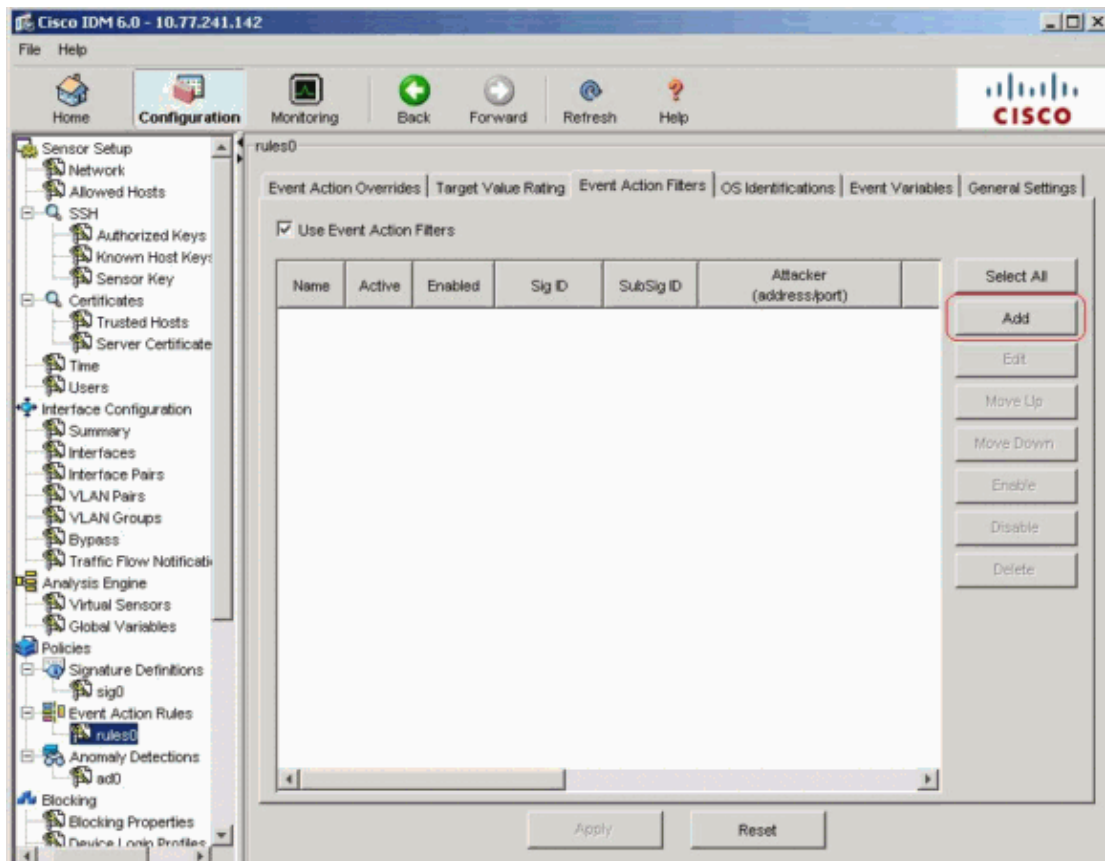 Cisco IDM 6.0 - 10.77.241.142
File Help
Home Configuration Monitoring Back Forward Refresh Help
CISCO
Sensor Setup
Network
Allowed Hosts
SSH
Authorized Keys
Known Host Keys
Sensor Key
Certificates
Trusted Hosts
Server Certificate
Time
Users
Interface Configuration
Summary
Interfaces
Interface Pairs
VLAN Pairs
VLAN Groups
Bypass
Traffic Flow Notificati
Analysis Engine
Virtual Sensors
Global Variables
Policies
Signature Definitions
sig0
Event Action Rules
rules0
Anomaly Detections
ad0
Blocking
Blocking Properties
Device Login Profiles
rules0
Event Action Overrides Target Value Rating Event Action Filters OS Identifications Event Variables General Settings
Use Event Action Filters
Name Active Enabled Sig ID SubSig ID Attacker
(address/port)
Select All
Add
Edit
Move Up
Move Down
Enable
Disable
Delete
Apply Reset